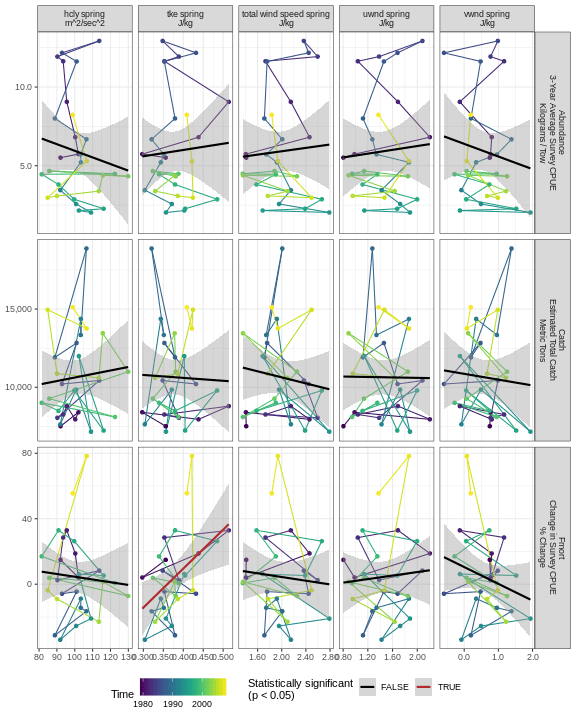 hdly spring
m^2/sec^2
tke spring
J/kg
total wind speed spring
J/kg
uwnd spring
J/kg
vwnd spring
J/kg
10.0
5.0
Abundance
3-Year Average Survey CPUE
Kilograms / Tow
15,000
10,000
Catch
Estimated Total Catch
Metric Tons
80
40
0
Fmort
Change in Survey CPUE
% Change
80 90 100 110 120 130
0.300 0.350 0.400 0.450 0.500
1.60 2.00 2.40 2.80
0.80 1.20 1.60 2.00
0.0 1.0 2.0
Time
1980 1990 2000
Statistically significant
(p < 0.05)
FALSE
TRUE